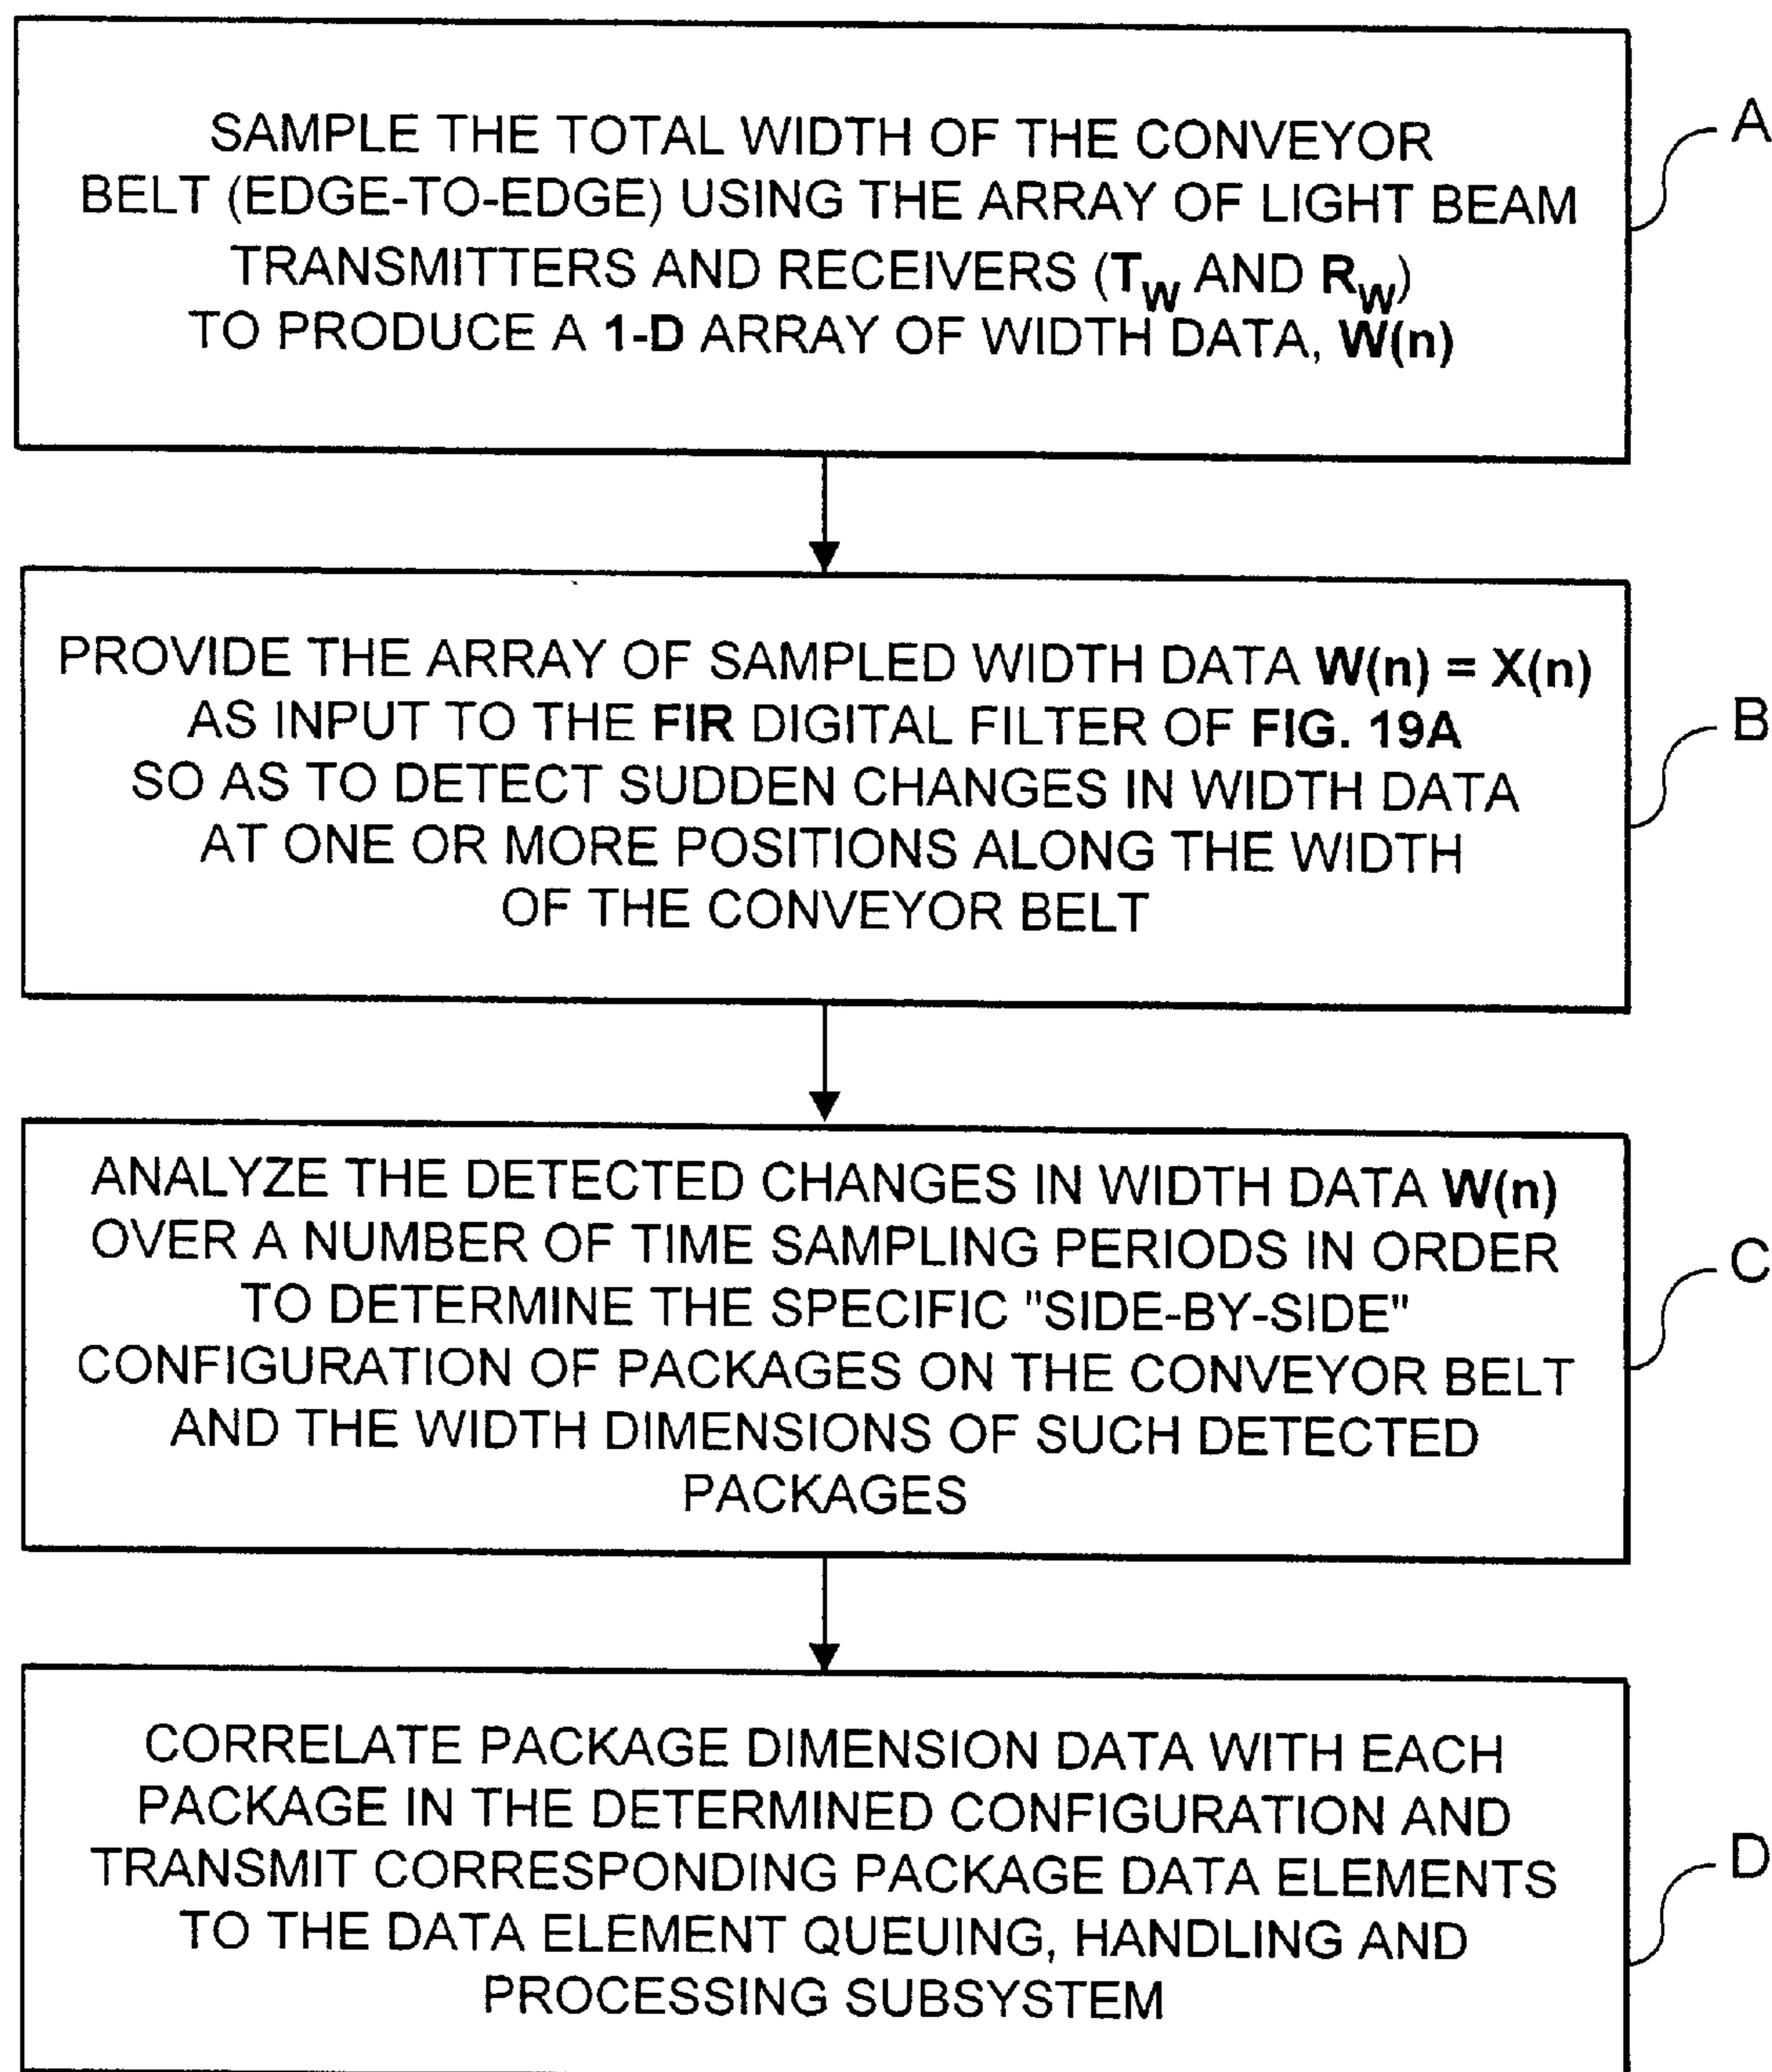 SAMPLE THE TOTAL WIDTH OF THE CONVEYOR
BELT (EDGE-TO-EDGE) USING THE ARRAY OF LIGHT BEAM
TRANSMITTERS AND RECEIVERS (TW AND RW)
TO PRODUCE A 1-D ARRAY OF WIDTH DATA, W(n)
A
PROVIDE THE ARRAY OF SAMPLED WIDTH DATA W(n) = X(n)
AS INPUT TO THE FIR DIGITAL FILTER OF FIG. 19A
SO AS TO DETECT SUDDEN CHANGES IN WIDTH DATA
AT ONE OR MORE POSITIONS ALONG THE WIDTH
OF THE CONVEYOR BELT
B
ANALYZE THE DETECTED CHANGES IN WIDTH DATA W(n)
OVER A NUMBER OF TIME SAMPLING PERIODS IN ORDER
TO DETERMINE THE SPECIFIC "SIDE-BY-SIDE"
CONFIGURATION OF PACKAGES ON THE CONVEYOR BELT
AND THE WIDTH DIMENSIONS OF SUCH DETECTED
PACKAGES
C
CORRELATE PACKAGE DIMENSION DATA WITH EACH
PACKAGE IN THE DETERMINED CONFIGURATION AND
TRANSMIT CORRESPONDING PACKAGE DATA ELEMENTS
TO THE DATA ELEMENT QUEUING, HANDLING AND
PROCESSING SUBSYSTEM
D